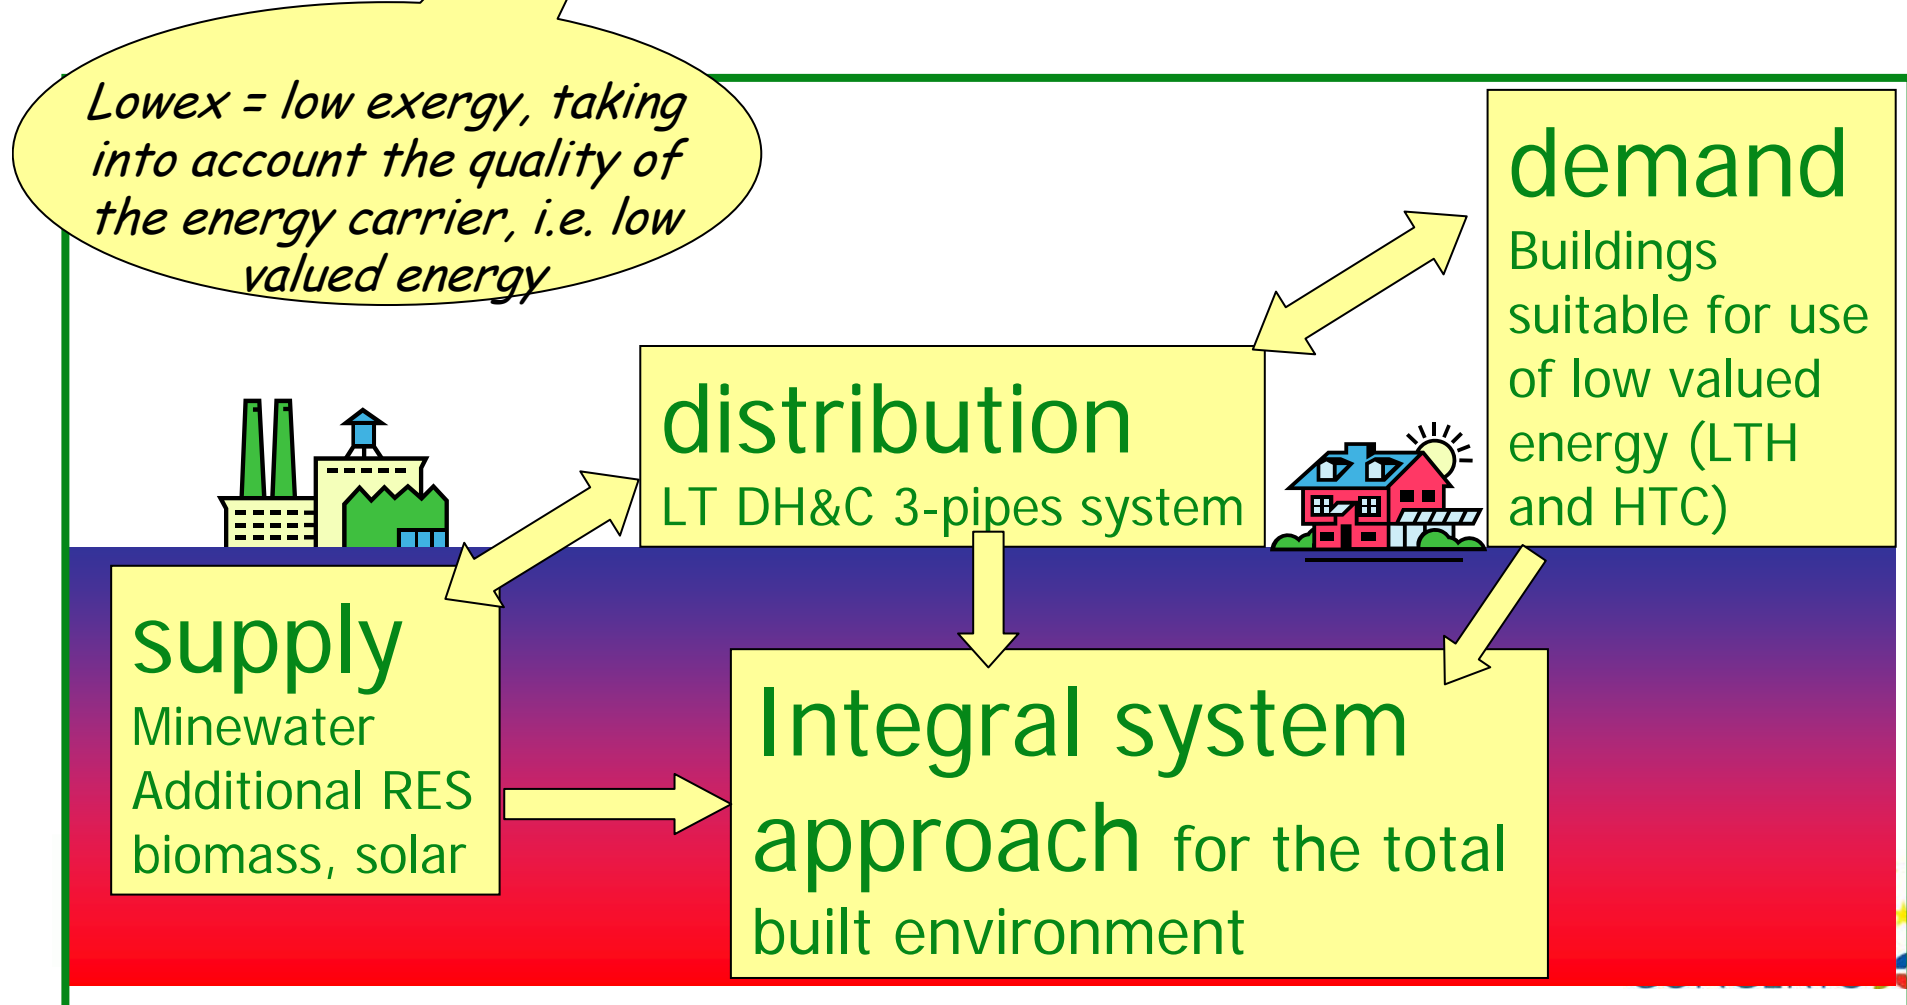 Lowex = low exergy, taking
into account the quality of
the energy carrier, i.e. low
valued energy
demand
Buildings
suitable for use
of low valued
energy (LTH
and HTC)
distribution
LT DH&C 3-pipes system
supply
Minewater
Additional RES
biomass, solar
Integral system
approach for the total
built environment